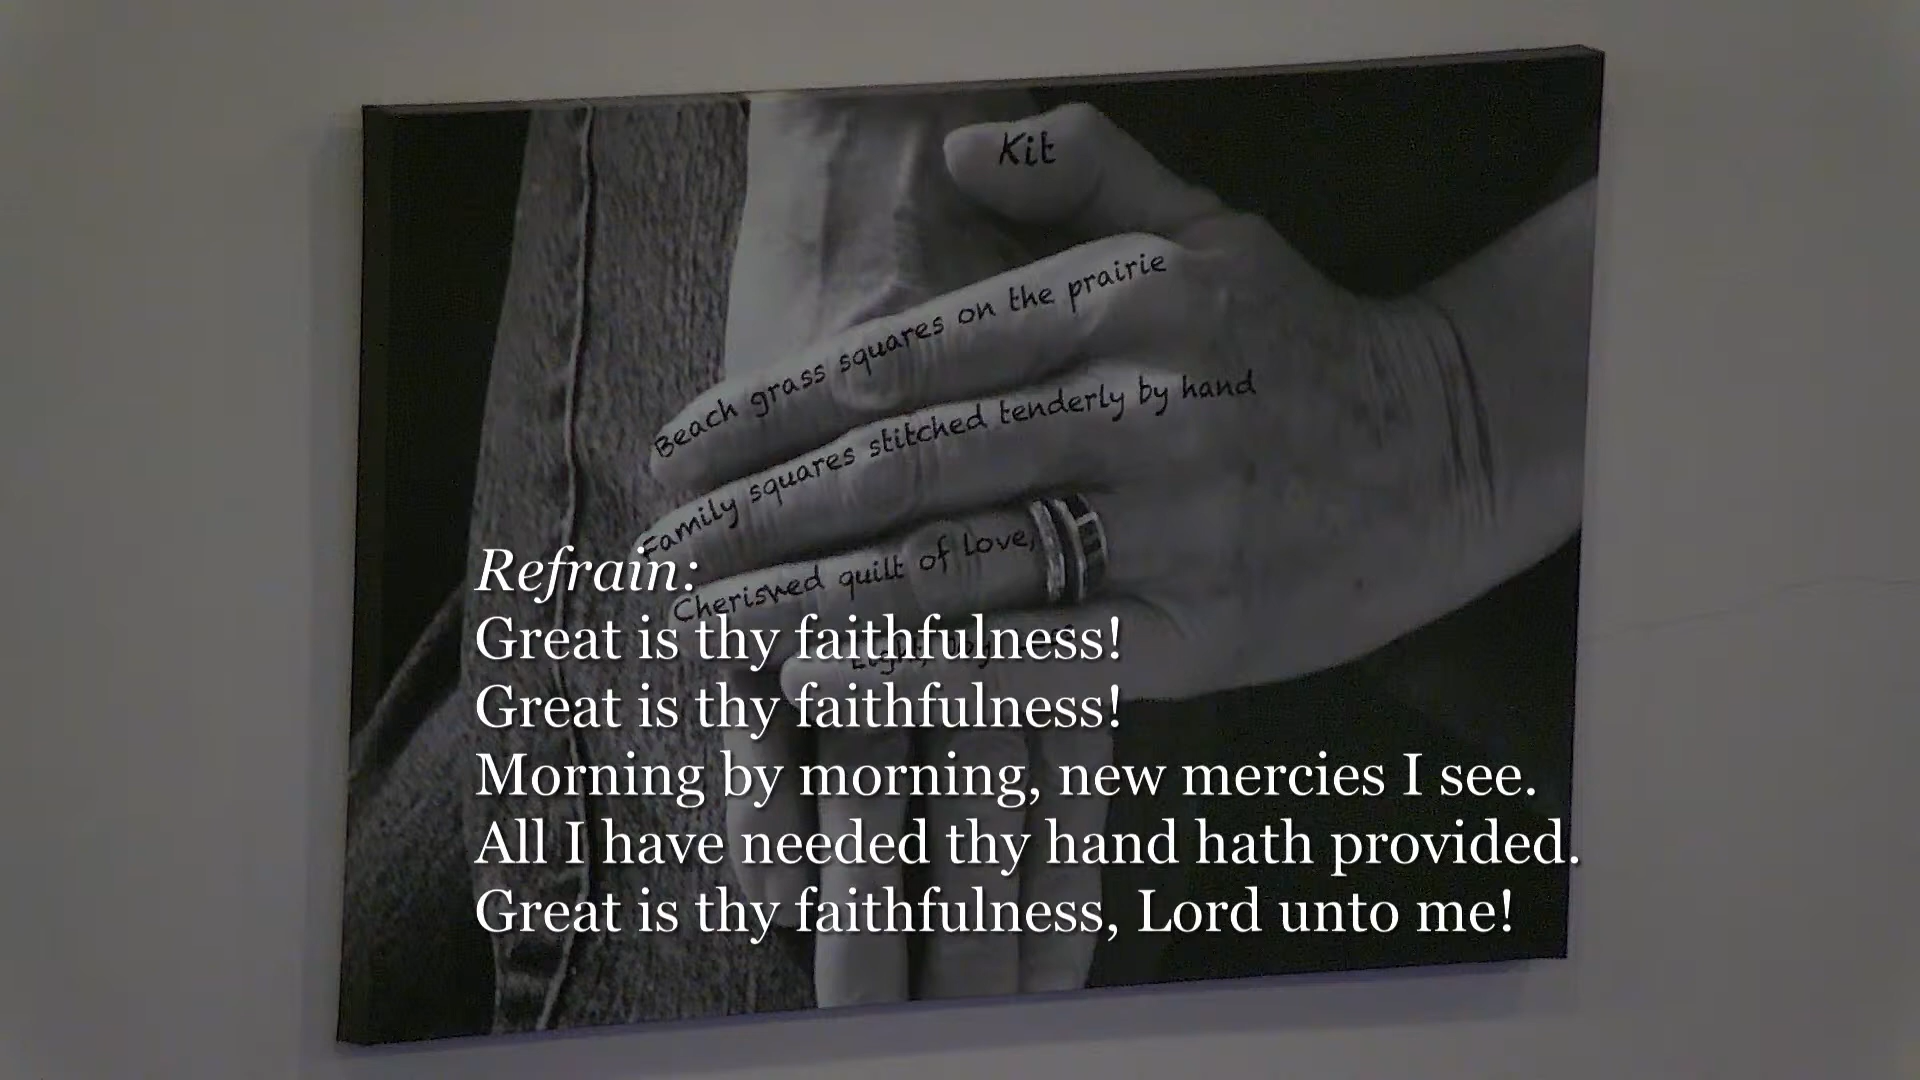 Kit
Beach grass squares on the prairie
Family squares stitched tenderly by hand
Cherished quilt of love,
Light,
Refrain:
Great is thy faithfulness!
Great is thy faithfulness!
Morning by morning, new mercies I see.
All I have needed thy hand hath provided.
Great is thy faithfulness, Lord unto me!